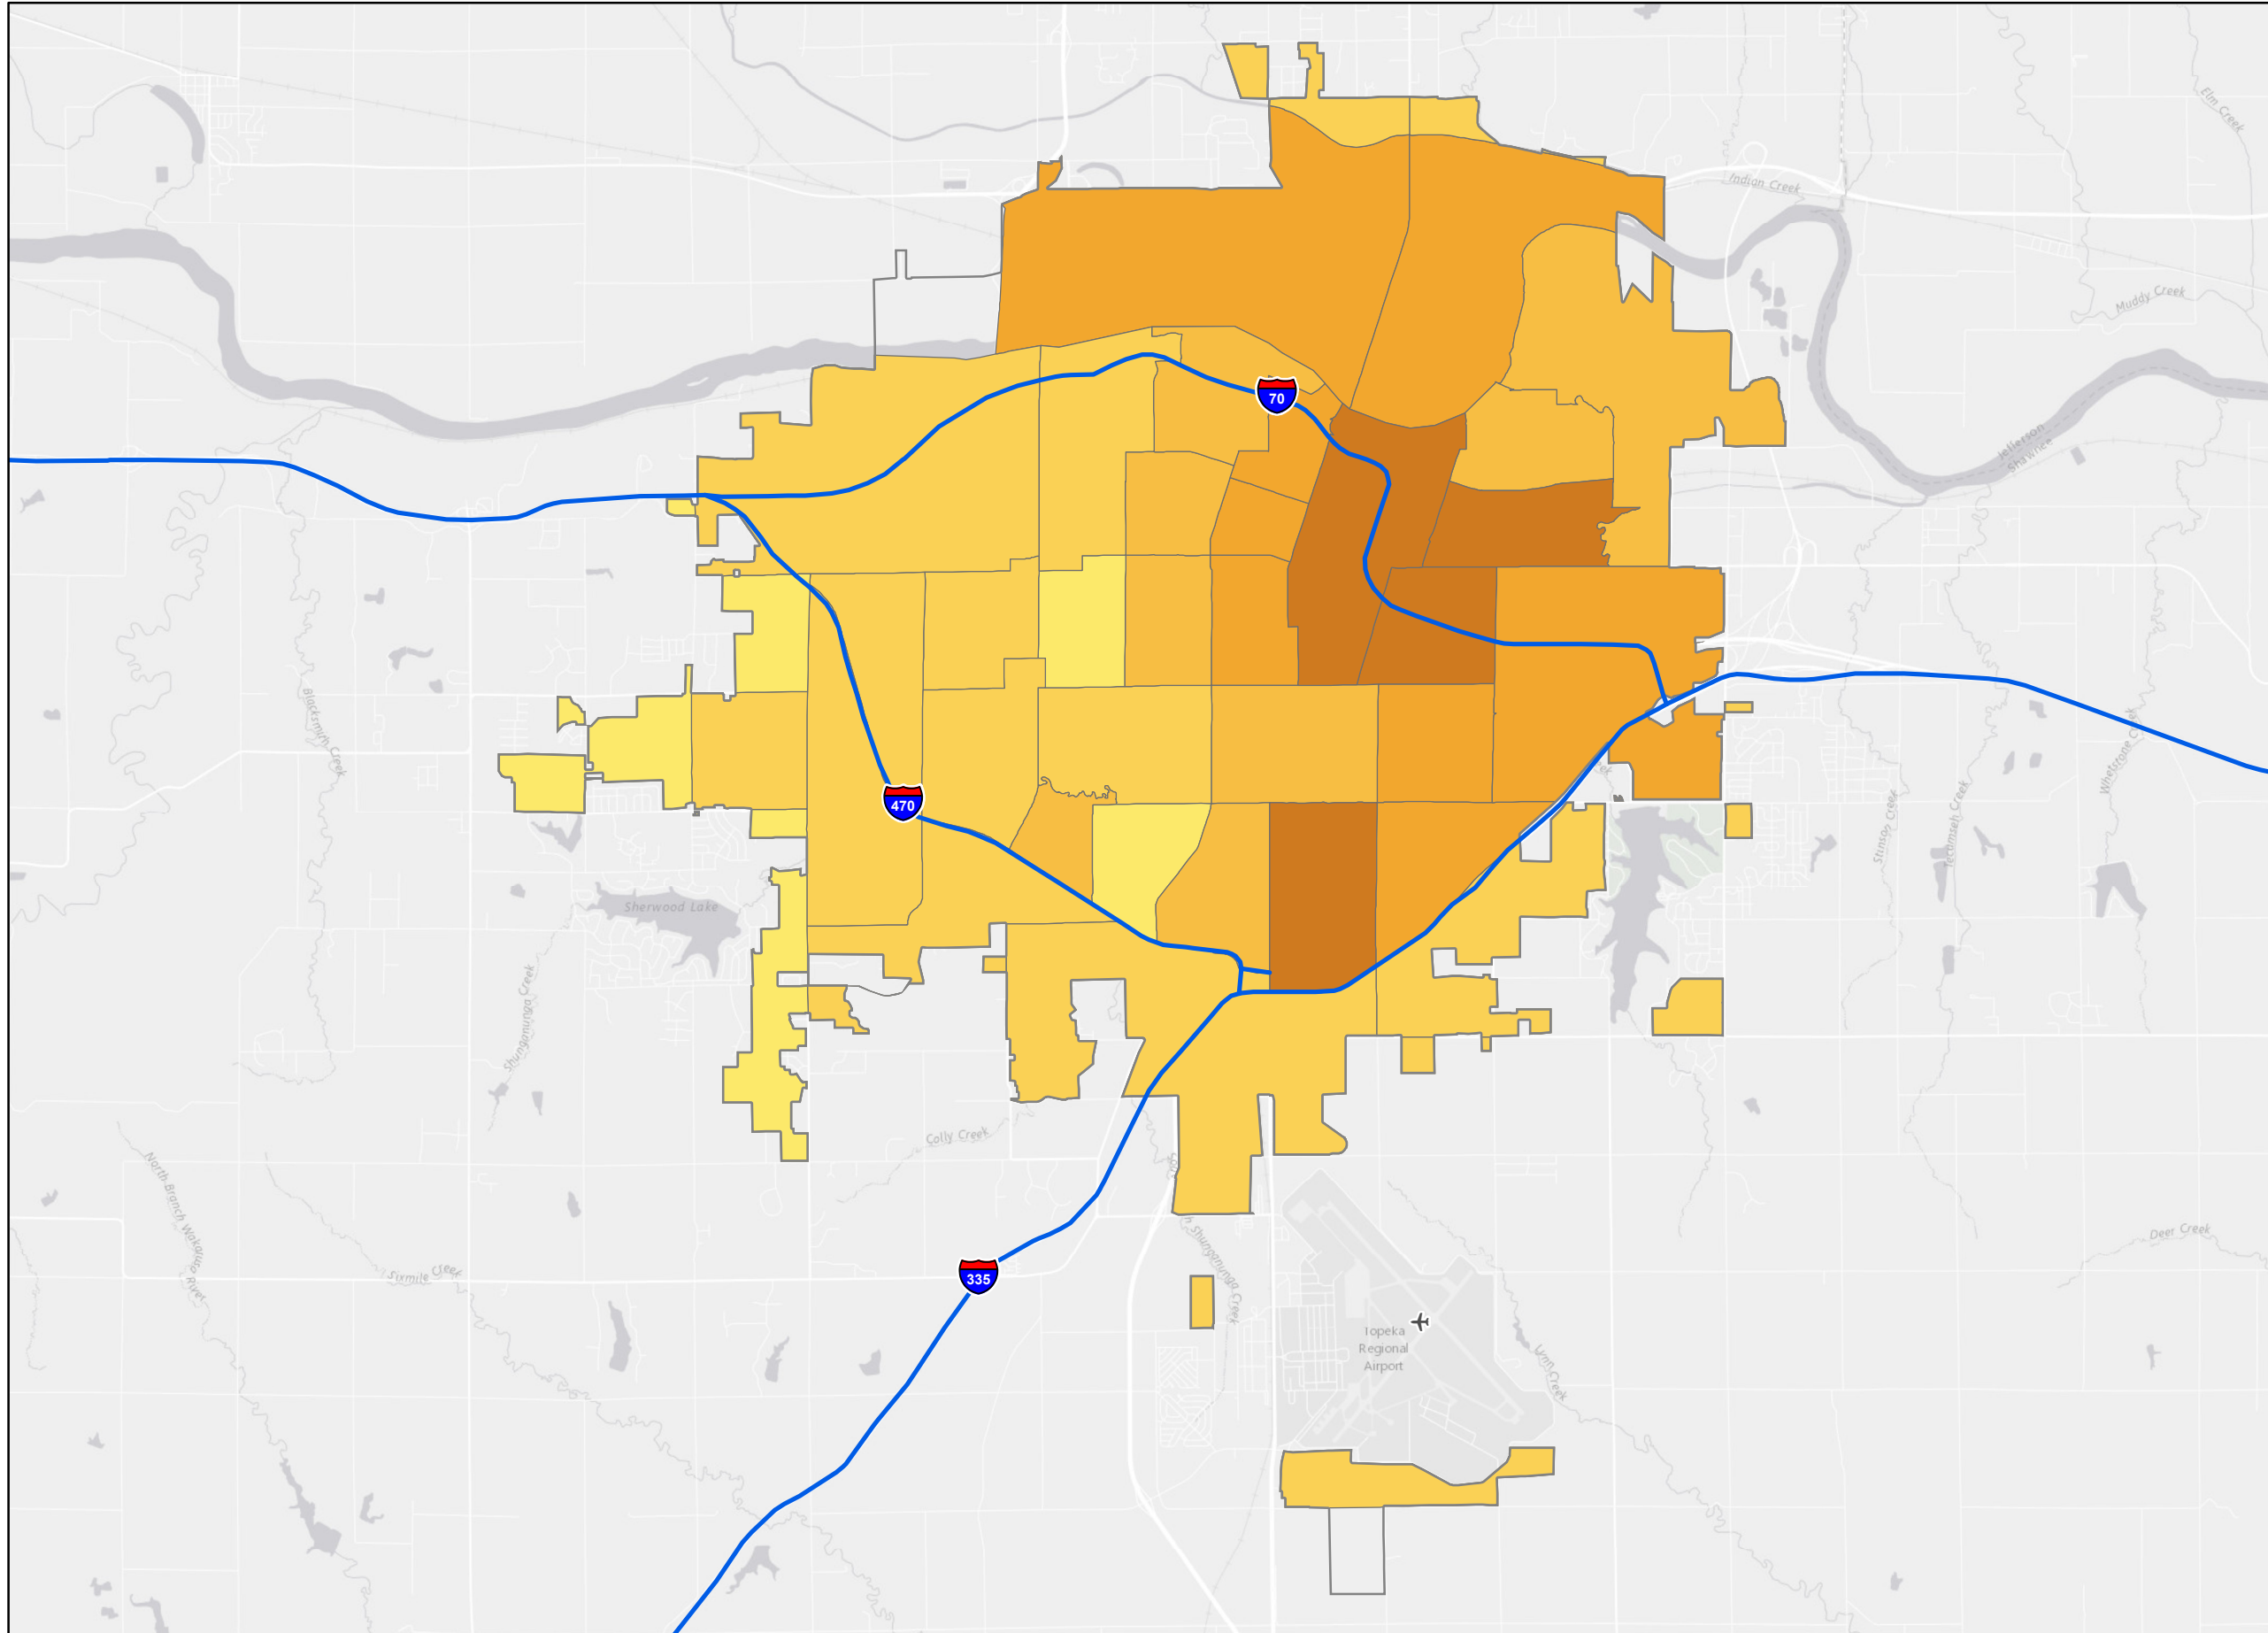 Elm Creek
Indian Creek
Muddy Creek
70
Jefferson
Shawnee
Blacksmith Creek
Whetstone Creek
470
Stinson Creek
Tecumseh Creek
Sherwood Lake
Shunganunga Creek
Colly Creek
North Branch Wakarusa River
Sixmile Creek
335
Shunganunga Creek
Deer Creek
Topeka
Regional
Airport
Lynn Creek